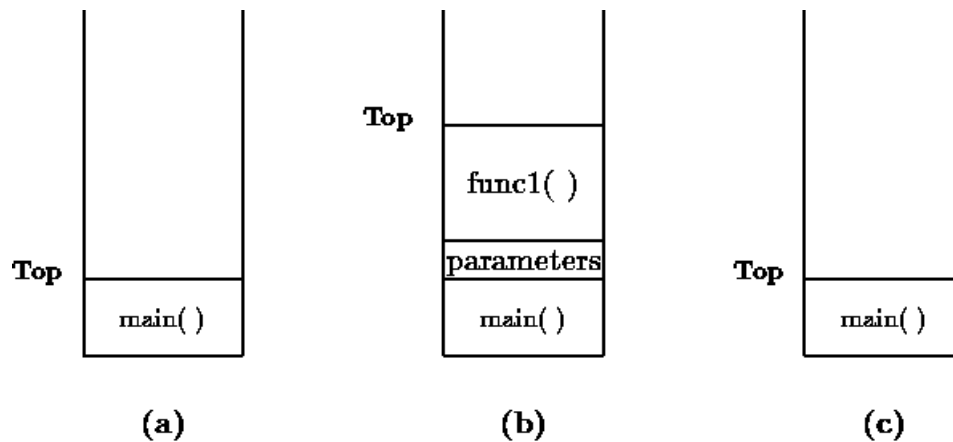 Top
func1( )
parameters
Top
main( )
main( )
Top
main( )
(a)
(b)
(c)